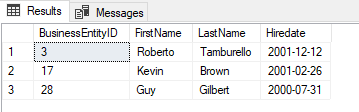 Results Messages
BusinessEntityID FirstName LastName Hiredate
1 3 Roberto Tamburello 2001-12-12
2 17 Kevin Brown 2001-02-26
3 28 Guy Gilbert 2000-07-31